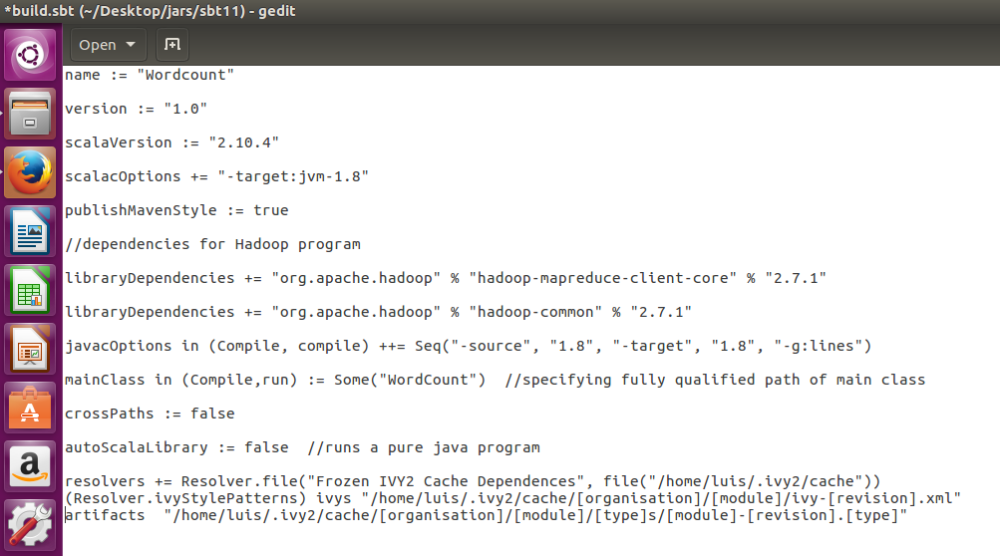 *build.sbt (~/Desktop/jars/sbt11) - gedit
Open
name := "Wordcount"
version := "1.0"
scalaVersion := "2.10.4"
scalacOptions += "-target:jvm-1.8"
publishMavenStyle := true
//dependencies for Hadoop program
libraryDependencies += "org.apache.hadoop" % "hadoop-mapreduce-client-core" % "2.7.1"
libraryDependencies += "org.apache.hadoop" % "hadoop-common" % "2.7.1"
javacOptions in (Compile, compile) ++= Seq("-source", "1.8", "-target", "1.8", "-g:lines")
mainClass in (Compile,run) := Some("WordCount")  //specifying fully qualified path of main class
crossPaths := false
autoScalaLibrary := false  //runs a pure java program
resolvers += Resolver.file("Frozen IVY2 Cache Dependences", file("/home/luis/.ivy2/cache"))
(Resolver.ivyStylePatterns) ivys "/home/luis/.ivy2/cache/[organisation]/[module]/ivy-[revision].xml"
artifacts  "/home/luis/.ivy2/cache/[organisation]/[module]/[type]s/[module]-[revision].[type]"